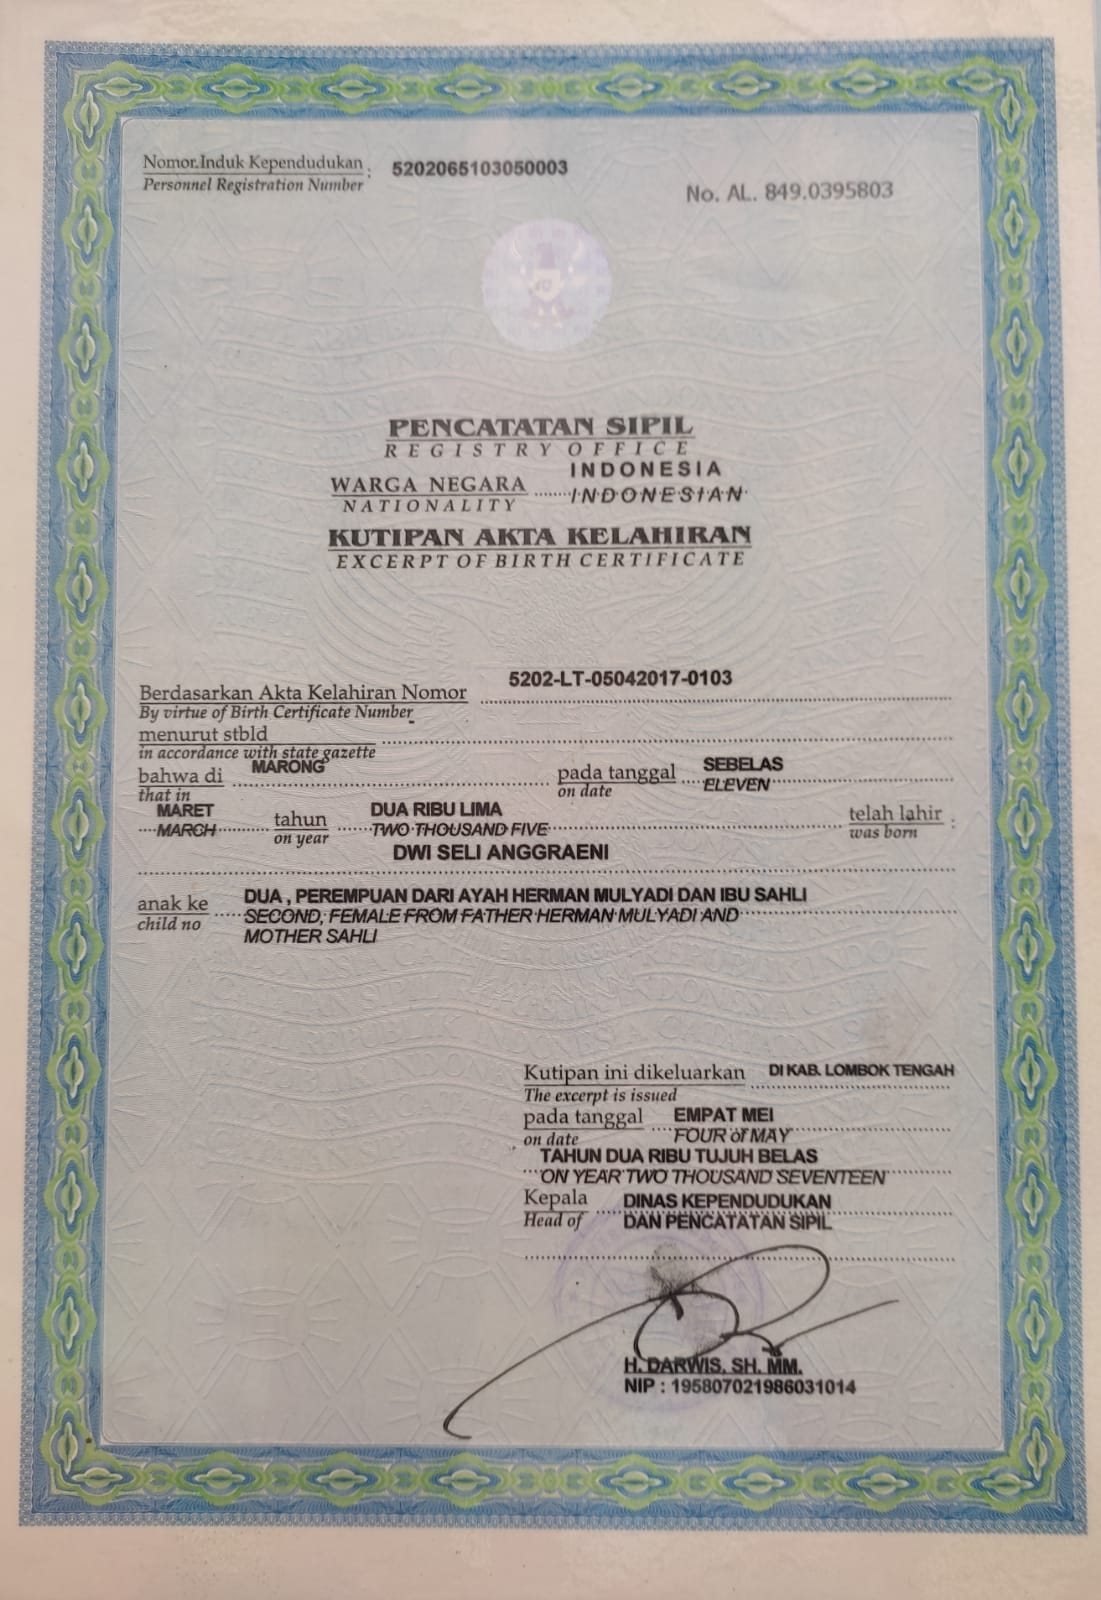 Nomor Induk Kependudukan : 5202065103050003
Personnel Registration Number
No. AL. 849.0395803
PENCATATAN SIPIL
REGISTRY OFFICE
WARGA NEGARA INDONESIA
NATIONALITY INDONESIAN
KUTIPAN AKTA KELAHIRAN
EXCERPT OF BIRTH CERTIFICATE
Berdasarkan Akta Kelahiran Nomor 5202-LT-05042017-0103
By virtue of Birth Certificate Number
menurut stbld
in accordance with state gazette
bahwa di MARONG pada tanggal SEBELAS
that in on date ELEVEN
MARET tahun DUA RIBU LIMA telah lahir :
MARCH on year TWO THOUSAND FIVE was born
DWI SELI ANGGRAENI
anak ke DUA , PEREMPUAN DARI AYAH HERMAN MULYADI DAN IBU SAHLI
child no SECOND, FEMALE FROM FATHER HERMAN MULYADI AND
MOTHER SAHLI
Kutipan ini dikeluarkan DI KAB. LOMBOK TENGAH
The excerpt is issued
pada tanggal EMPAT MEI
on date FOUR of MAY
TAHUN DUA RIBU TUJUH BELAS
ON YEAR TWO THOUSAND SEVENTEEN
Kepala DINAS KEPENDUDUKAN
Head of DAN PENCATATAN SIPIL
H. DARWIS, SH. MM.
NIP : 195807021986031014